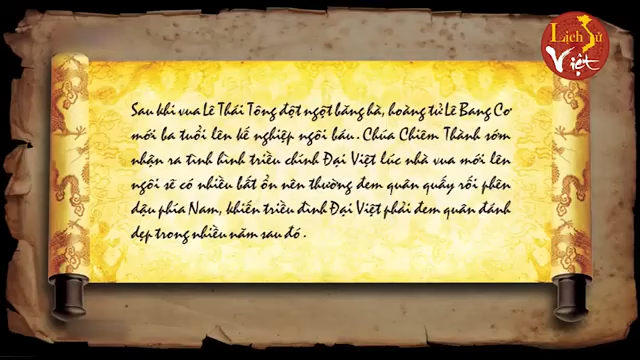 Lịch Sử
Việt
Sau khi vua Lê Thái Tông đột ngột băng hà, hoàng tử Lê Bang Cơ
mới ba tuổi lên kế nghiệp ngôi báu. Chúa Chiêm Thành sớm
nhận ra tình hình triều chính Đại Việt lúc nhà vua mới lên
ngôi sẽ có nhiều bất ổn nên thường đem quân quấy rối phên
dậu phía Nam, khiến triều đình Đại Việt phải đem quân đánh
dẹp trong nhiều năm sau đó.